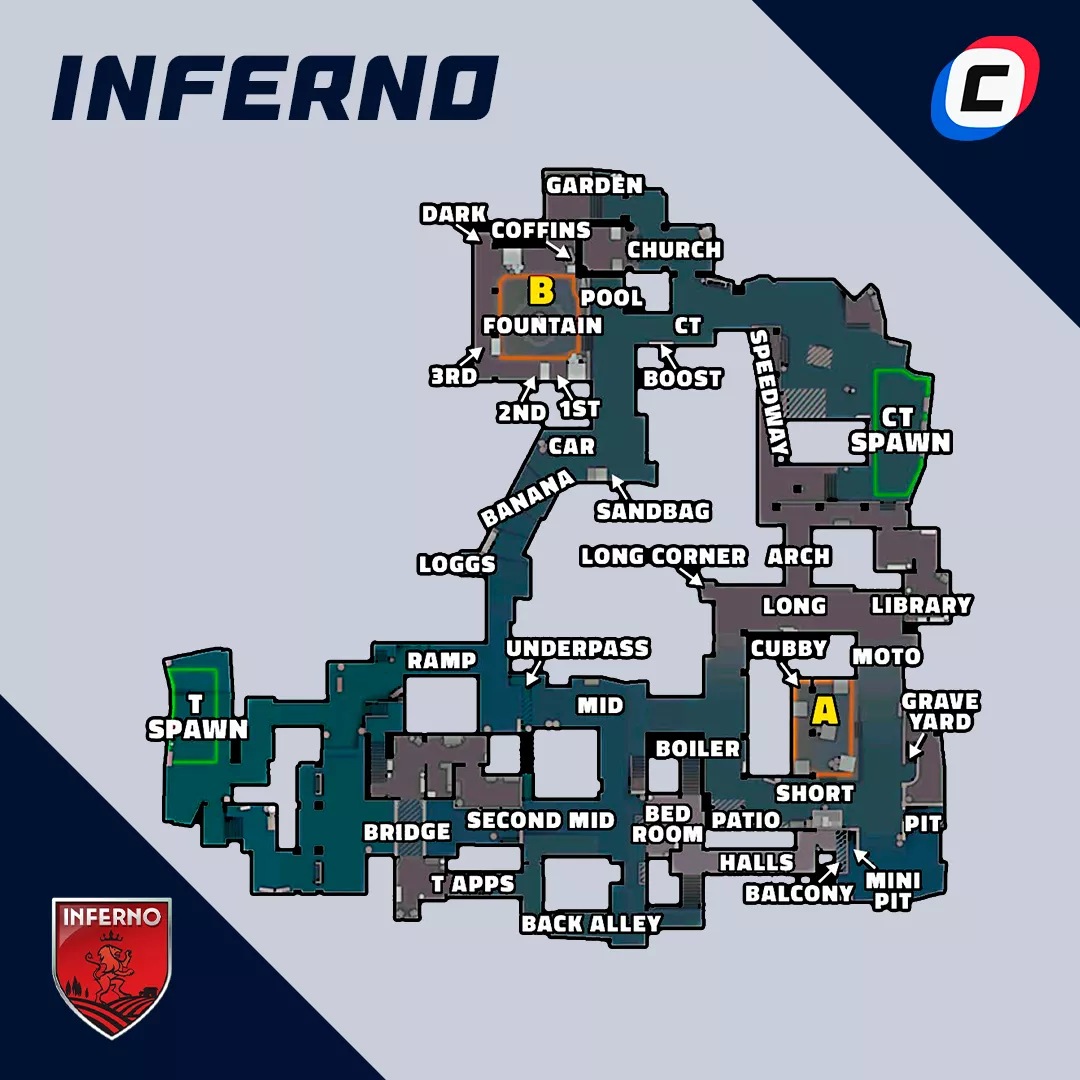 INFERNO
C
GARDEN
DARK
COFFINS
CHURCH
B
POOL
FOUNTAIN
CT
3RD
BOOST
SPEEDWAY
2ND
1ST
CT
SPAWN
CAR
BANANA
SANDBAG
LOGGS
LONG CORNER
ARCH
LONG
LIBRARY
UNDERPASS
CUBBY
RAMP
MOTO
T
SPAWN
MID
A
GRAVE
YARD
BOILER
SHORT
BRIDGE
SECOND MID
BED
ROOM
PATIO
PIT
HALLS
T APPS
BALCONY
MINI
PIT
BACK ALLEY
INFERNO